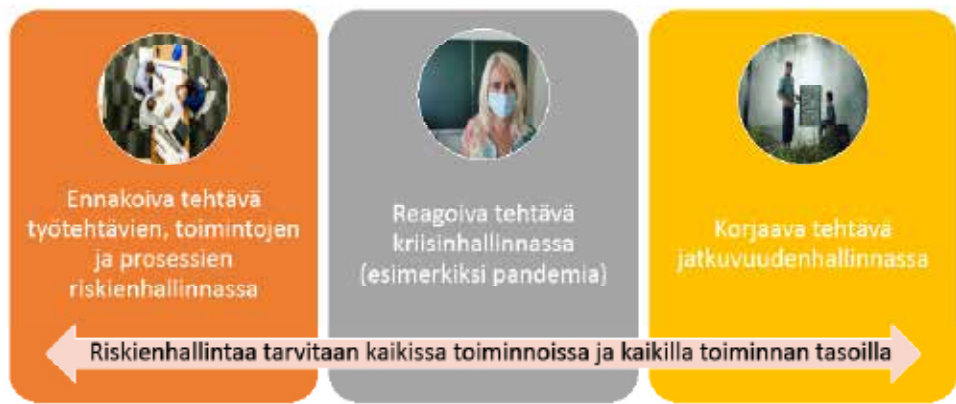 Ennakoiva tehtävä
työtehtävien, toimintojen
ja prosessien
riskienhallinnassa
Reagoiva tehtävä
kriisinhallinnassa
(esimerkiksi pandemia)
Korjaava tehtävä
jatkuvuudenhallinnassa
Riskienhallintaa tarvitaan kaikissa toiminnoissa ja kaikilla toiminnan tasoilla